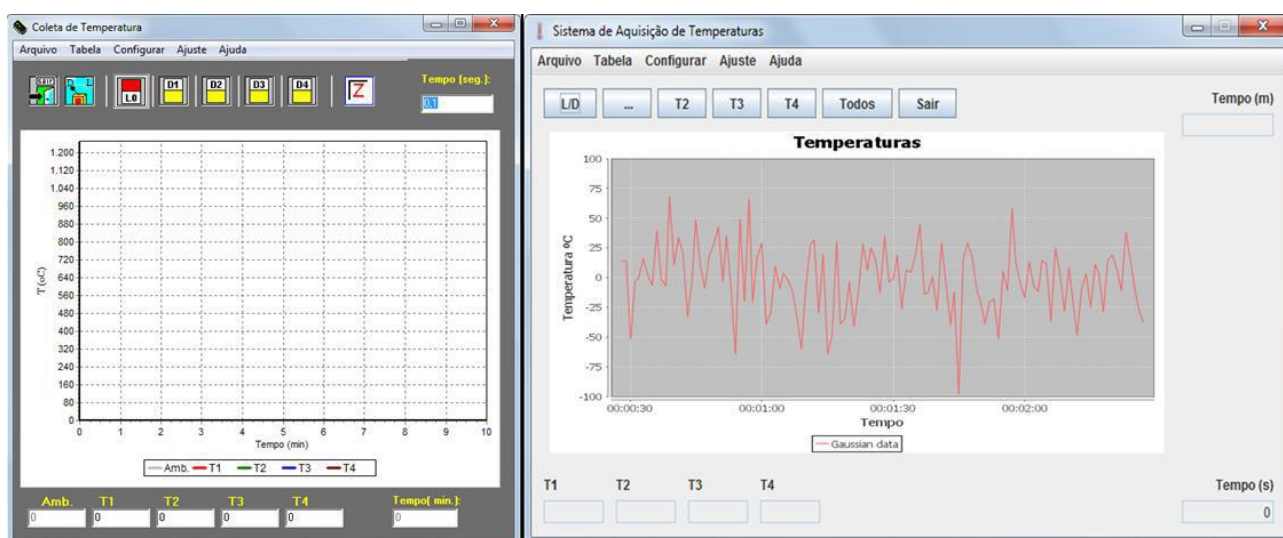 Coleta de Temperatura
Arquivo Tabela Configurar Ajuste Ajuda
L0 D1 D2 D3 D4 Z
Tempo (seg.):
0,1
1.200
1.120
1.040
960
880
800
720
640
560
480
400
320
240
160
80
0
T (oC)
0 1 2 3 4 5 6 7 8 9 10
Tempo (min)
Amb. T1 T2 T3 T4
Amb. T1 T2 T3 T4 Tempo( min.):
0 0 0 0 0 0
Sistema de Aquisição de Temperaturas
Arquivo Tabela Configurar Ajuste Ajuda
L/D ... T2 T3 T4 Todos Sair
Tempo (m)
Temperaturas
100
75
50
25
0
-25
-50
-75
-100
Temperatura ºC
00:00:30 00:01:00 00:01:30 00:02:00
Tempo
Gaussian data
T1 T2 T3 T4 Tempo (s)
0